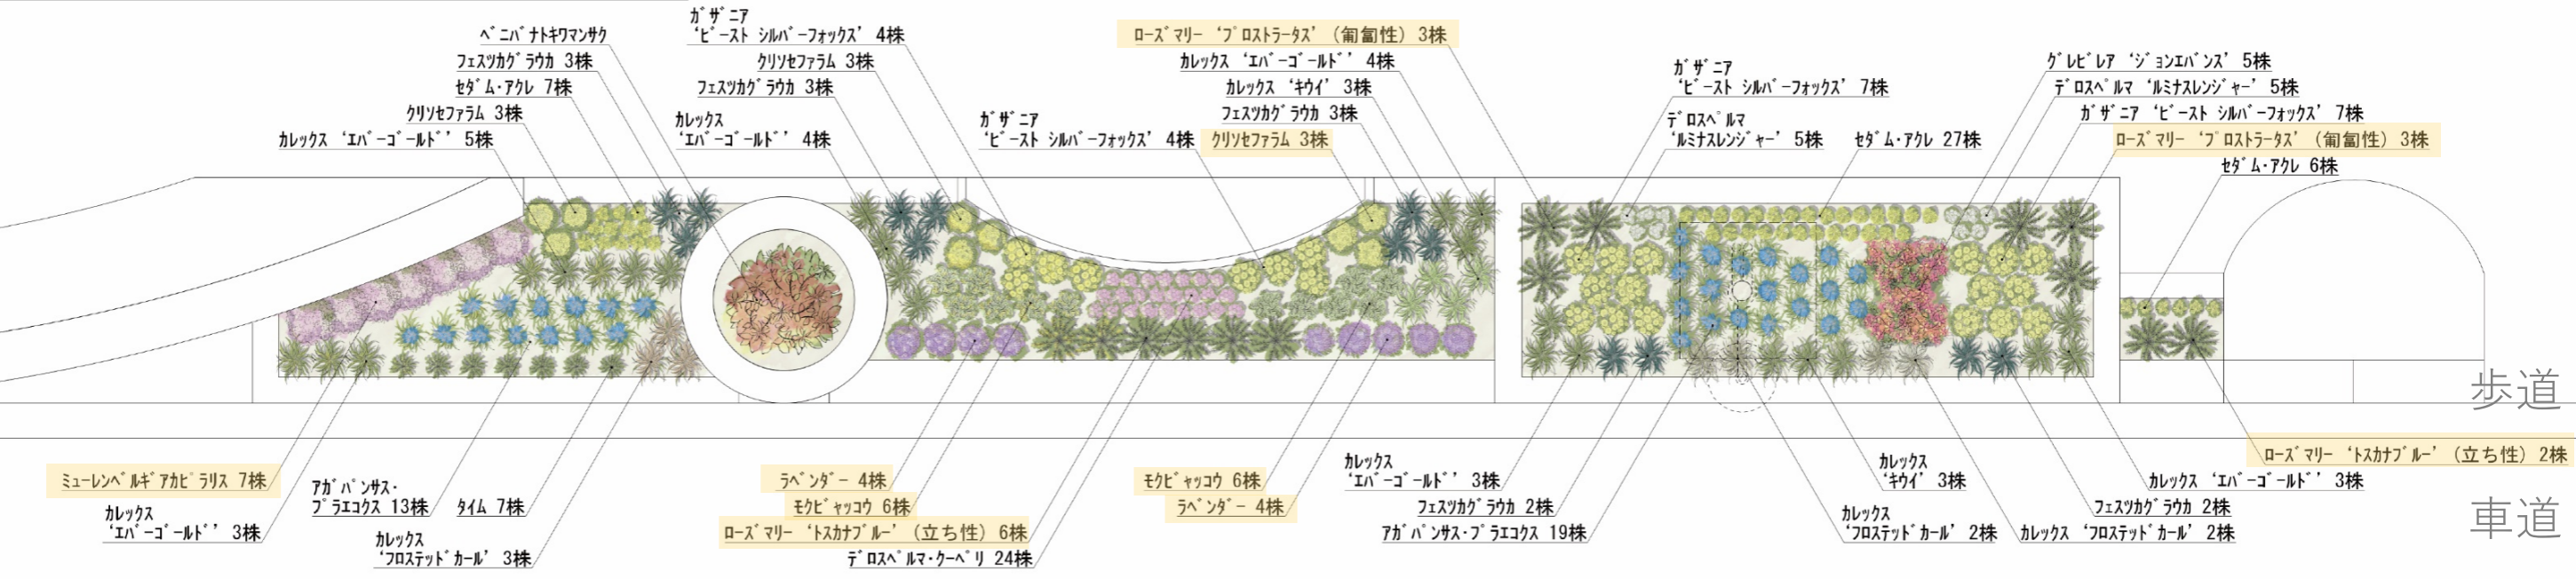 ベニバナトキワマンサク
フェスツカグラウカ 3株
セダム・アクレ 7株
クリソセファラム 3株
カレックス ‘エバーゴールド’ 5株
ガザニア
‘ビースト シルバーフォックス’ 4株
クリソセファラム 3株
フェスツカグラウカ 3株
カレックス
‘エバーゴールド’ 4株
ガザニア
‘ビースト シルバーフォックス’ 4株
ローズマリー ‘プロストラータス’（匍匐性）3株
カレックス ‘エバーゴールド’ 4株
カレックス ‘キウイ’ 3株
フェスツカグラウカ 3株
クリソセファラム 3株
ガザニア
‘ビースト シルバーフォックス’ 7株
デロスペルマ
‘ルミナスレンジャー’ 5株
セダム・アクレ 27株
グレビレア ‘ジョンエバンス’ 5株
デロスペルマ ‘ルミナスレンジャー’ 5株
ガザニア ‘ビースト シルバーフォックス’ 7株
ローズマリー ‘プロストラータス’（匍匐性）3株
セダム・アクレ 6株
歩道
ミューレンベルギアカピラリス 7株
カレックス
‘エバーゴールド’ 3株
アガパンサス・
プラエコクス 13株
タイム 7株
カレックス
‘フロステッドカール’ 3株
ラベンダー 4株
モクビャッコウ 6株
ローズマリー ‘トスカナブルー’（立ち性）6株
デロスペルマ・クーペリ 24株
モクビャッコウ 6株
ラベンダー 4株
カレックス
‘エバーゴールド’ 3株
フェスツカグラウカ 2株
アガパンサス・プラエコクス 19株
カレックス
‘キウイ’ 3株
カレックス
‘フロステッドカール’ 2株
ローズマリー ‘トスカナブルー’（立ち性）2株
カレックス ‘エバーゴールド’ 3株
フェスツカグラウカ 2株
カレックス ‘フロステッドカール’ 2株
車道